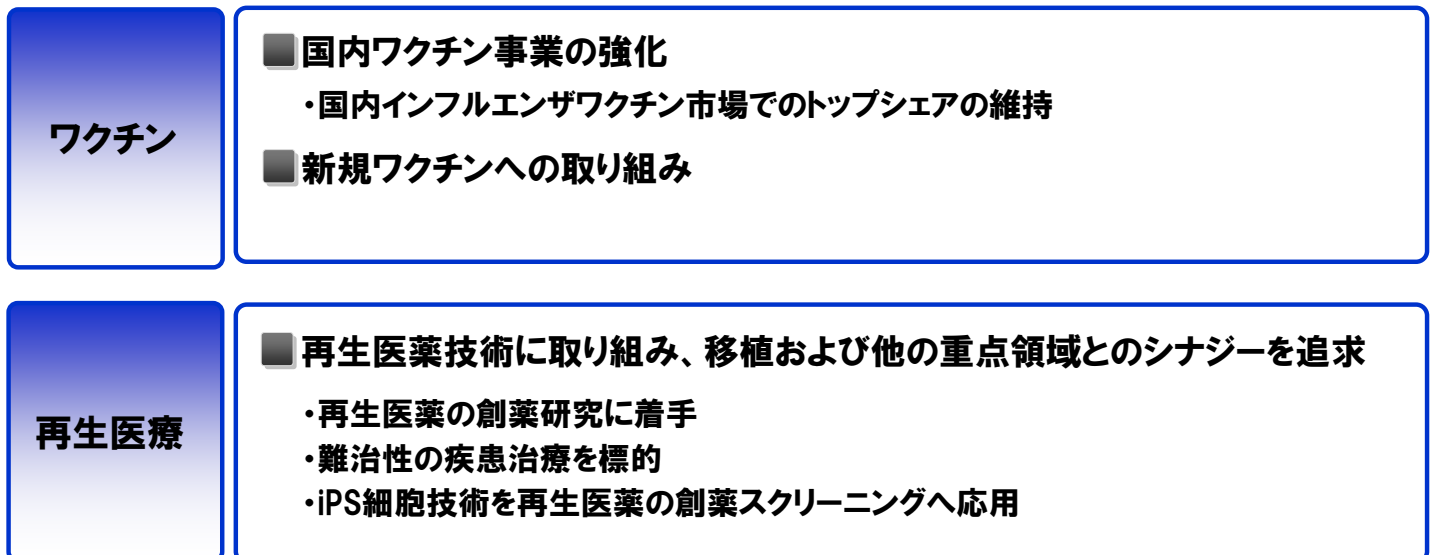 ワクチン
■国内ワクチン事業の強化
・国内インフルエンザワクチン市場でのトップシェアの維持
■新規ワクチンへの取り組み
再生医療
■再生医薬技術に取り組み、移植および他の重点領域とのシナジーを追求
・再生医薬の創薬研究に着手
・難治性の疾患治療を標的
・iPS細胞技術を再生医薬の創薬スクリーニングへ応用